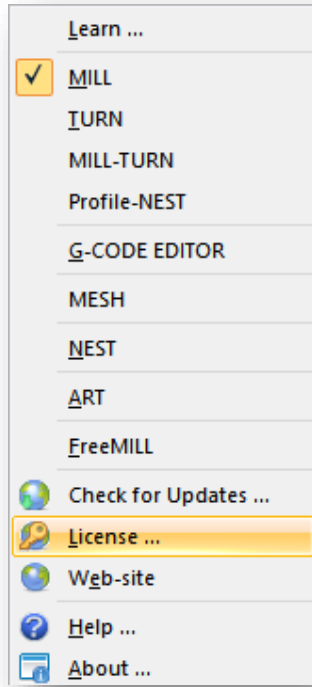 Learn ...
MILL
TURN
MILL-TURN
Profile-NEST
G-CODE EDITOR
MESH
NEST
ART
FreeMILL
Check for Updates ...
License ...
Web-site
Help ...
About ...